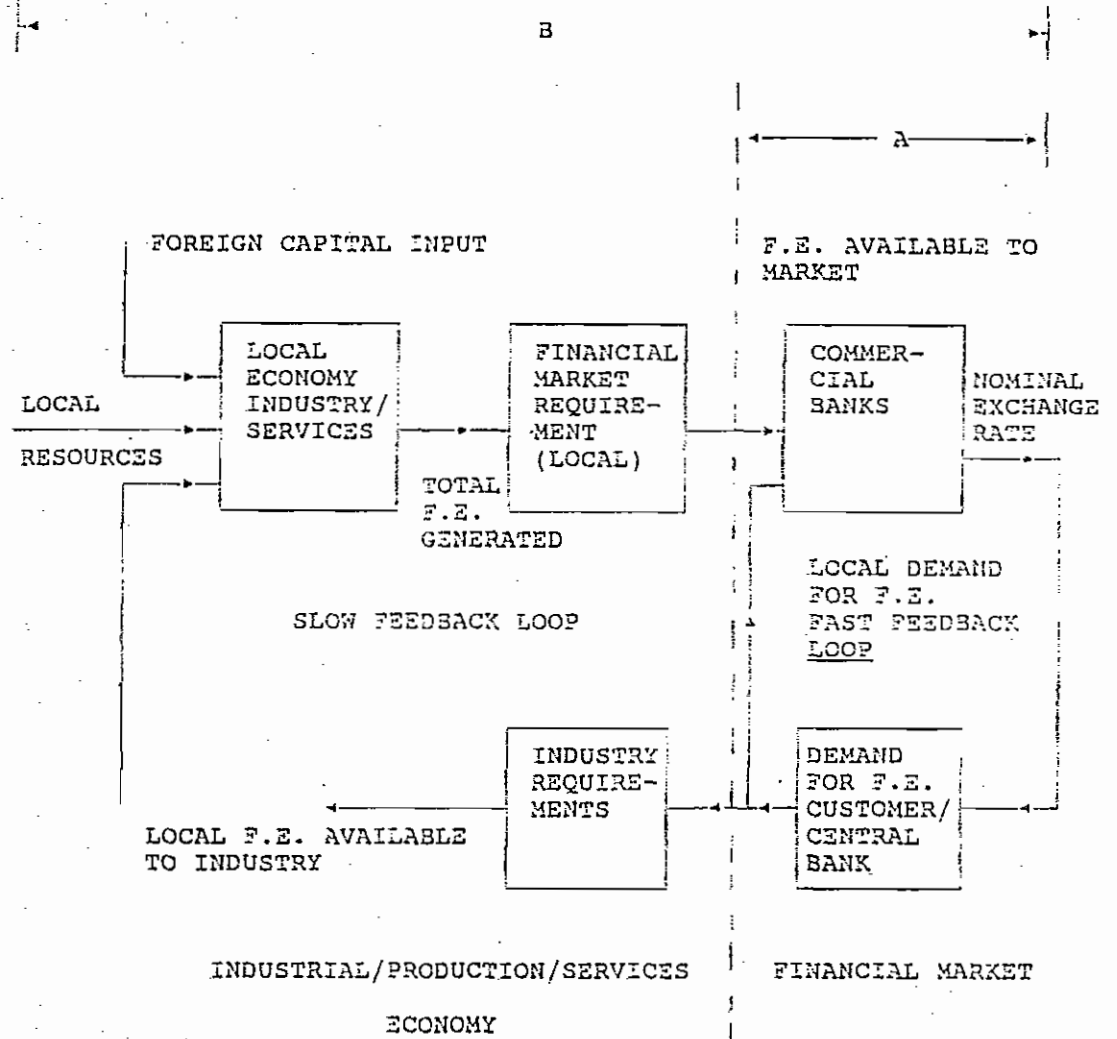 B
A
FOREIGN CAPITAL INPUT
F.E. AVAILABLE TO
MARKET
LOCAL
RESOURCES
LOCAL
ECONOMY
INDUSTRY/
SERVICES
TOTAL
F.E.
GENERATED
FINANCIAL
MARKET
REQUIRE-
MENT
(LOCAL)
COMMER-
CIAL
BANKS
NOMINAL
EXCHANGE
RATE
SLOW FEEDBACK LOOP
LOCAL DEMAND
FOR F.E.
FAST FEEDBACK
LOOP
INDUSTRY
REQUIRE-
MENTS
DEMAND
FOR F.E.
CUSTOMER/
CENTRAL
BANK
LOCAL F.E. AVAILABLE
TO INDUSTRY
INDUSTRIAL/PRODUCTION/SERVICES
ECONOMY
FINANCIAL MARKET